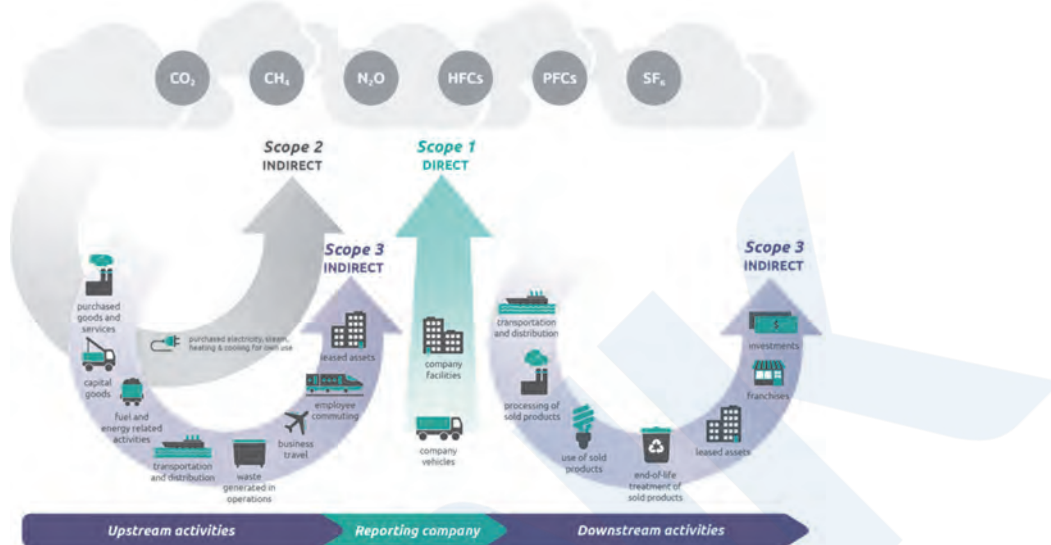 CO₂
CH₄
N₂O
HFCs
PFCs
SF₆
Scope 2
INDIRECT
Scope 1
DIRECT
Scope 3
INDIRECT
Scope 3
INDIRECT
purchased
goods and
services
capital
goods
fuel and
energy related
activities
transportation
and distribution
waste
generated in
operations
business
travel
employee
commuting
leased assets
purchased electricity, steam,
heating & cooling for own use
company
facilities
company
vehicles
transportation
and distribution
processing of
sold products
use of sold
products
end-of-life
treatment of
sold products
leased assets
franchises
investments
$
Upstream activities
Reporting company
Downstream activities